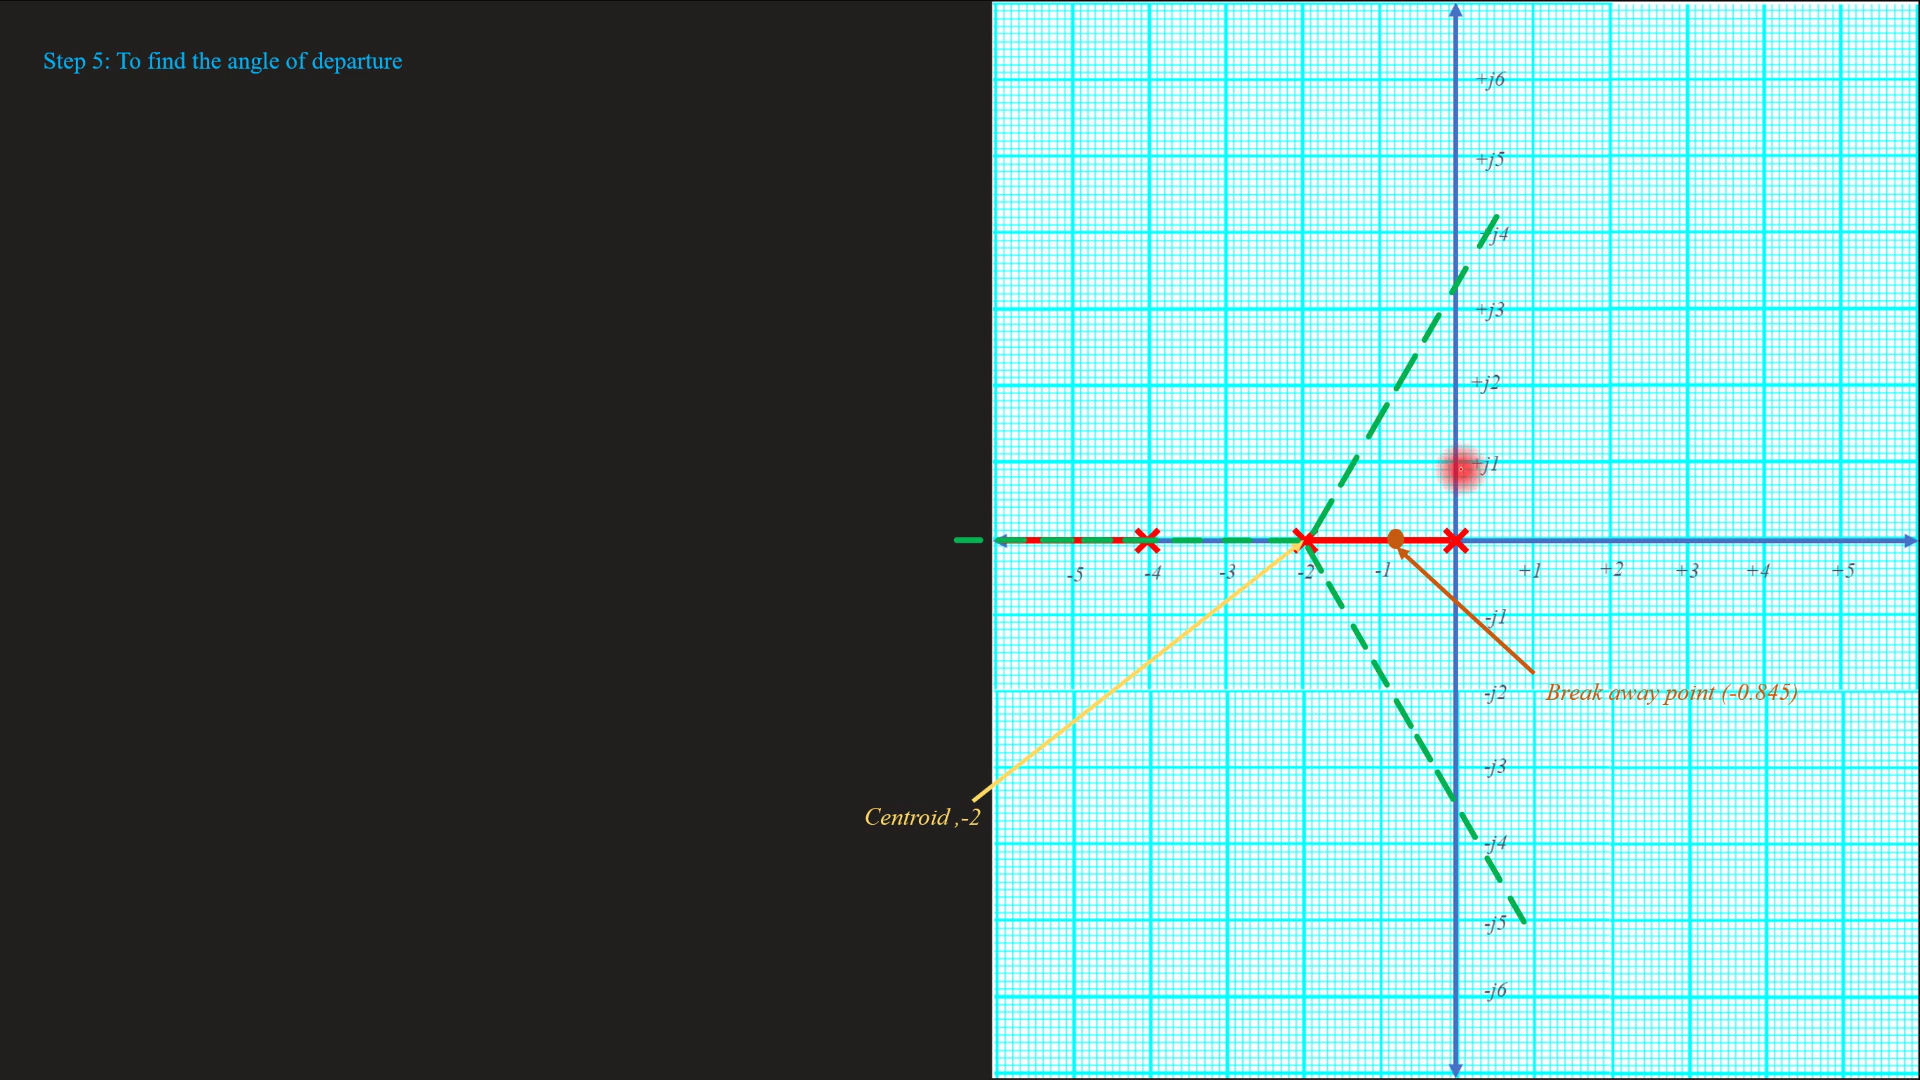 Step 5: To find the angle of departure
+j6
+j5
+j4
+j3
+j2
+j1
-5 -4 -3 -2 -1 +1 +2 +3 +4 +5
-j1
-j2
Break away point (-0.845)
-j3
Centroid ,-2
-j4
-j5
-j6